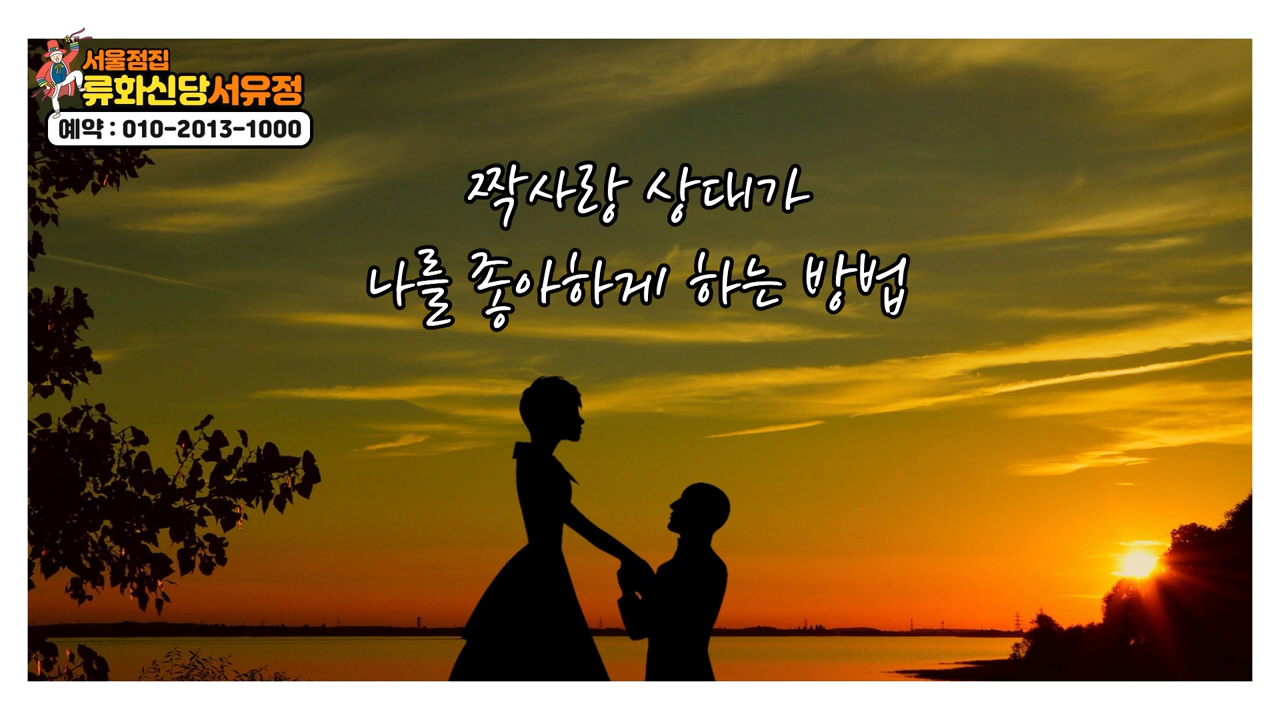 서울점집
류화신당서유정
예약 : 010-2013-1000
짝사랑 상대가
나를 좋아하게 하는 방법